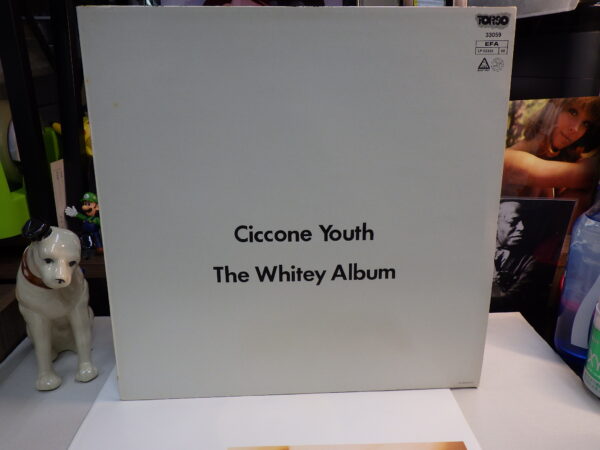 TORSO
33059
EFA
Ciccone Youth
The Whitey Album